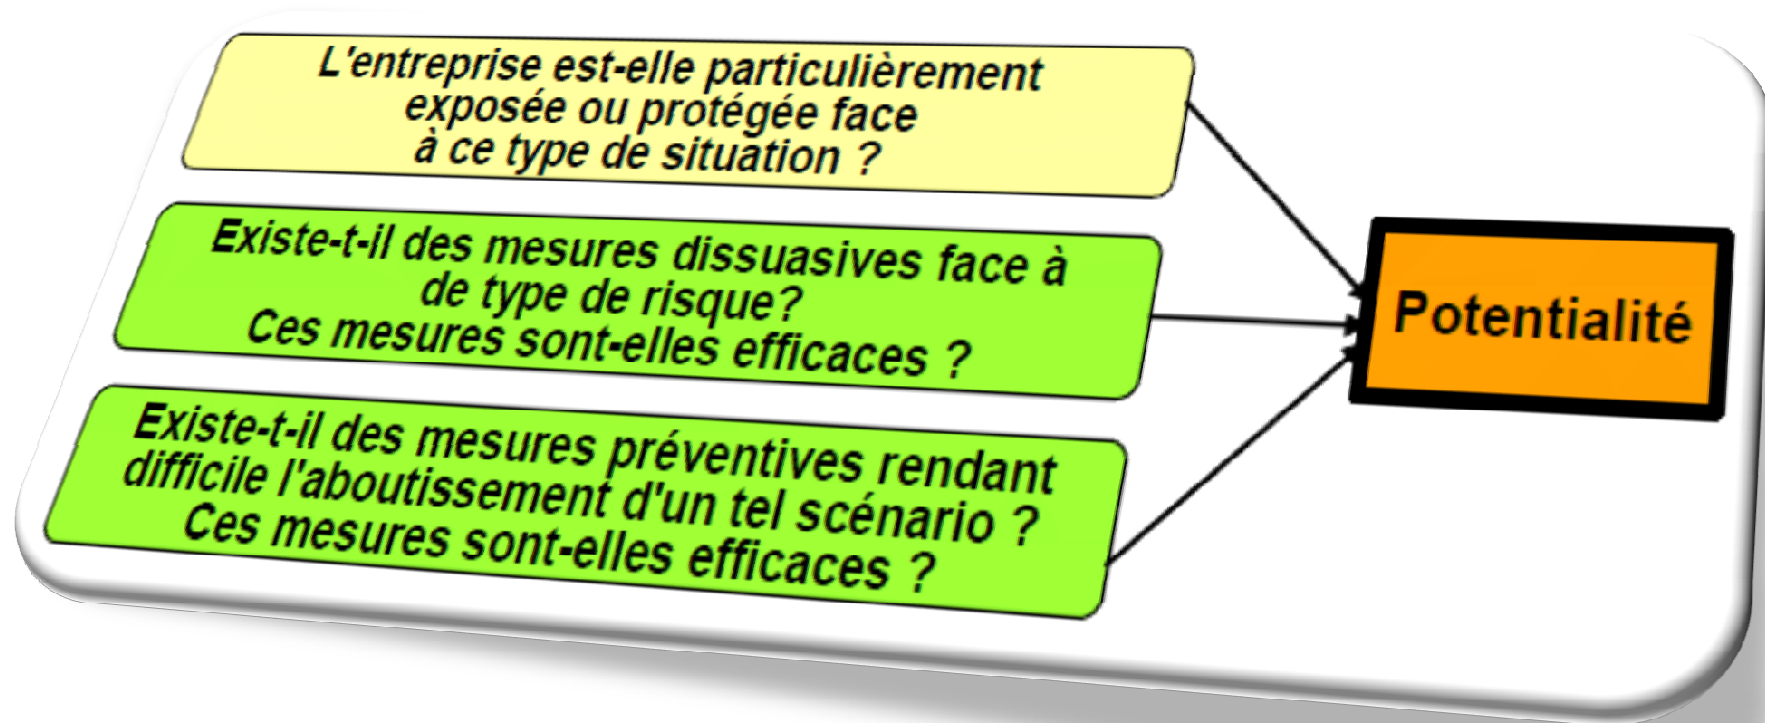 L'entreprise est-elle particulièrement
exposée ou protégée face
à ce type de situation ?
Existe-t-il des mesures dissuasives face à
de type de risque?
Ces mesures sont-elles efficaces ?
Existe-t-il des mesures préventives rendant
difficile l'aboutissement d'un tel scénario ?
Ces mesures sont-elles efficaces ?
Potentialité